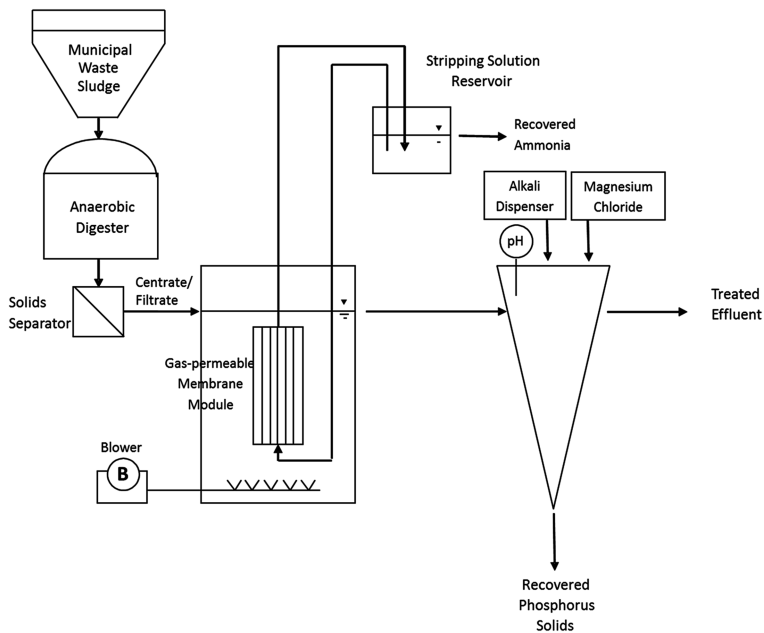 Municipal
Waste
Sludge
Stripping Solution
Reservoir
Recovered
Ammonia
Anaerobic
Digester
Alkali
Dispenser
Magnesium
Chloride
pH
Centrate/
Filtrate
Solids
Separator
Treated
Effluent
Gas-permeable
Membrane
Module
Blower
B
Recovered
Phosphorus
Solids